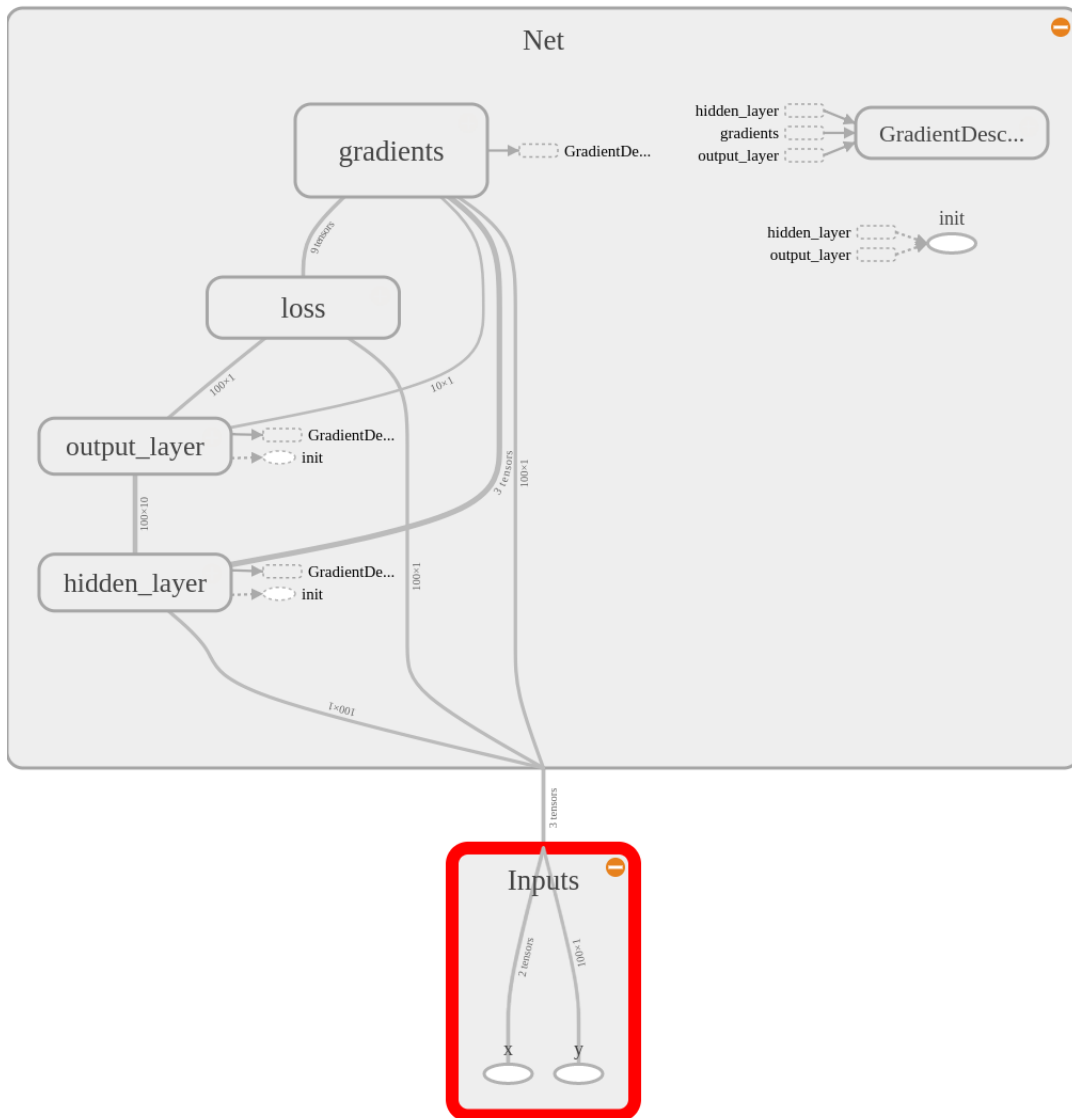 Net
gradients
GradientDe...
hidden_layer
gradients
output_layer
GradientDesc...
init
hidden_layer
output_layer
9 tensors
loss
100×1
10×1
output_layer
GradientDe...
init
3 tensors
100×1
100×10
hidden_layer
GradientDe...
init
100×1
100×1
3 tensors
Inputs
2 tensors
100×1
x
y